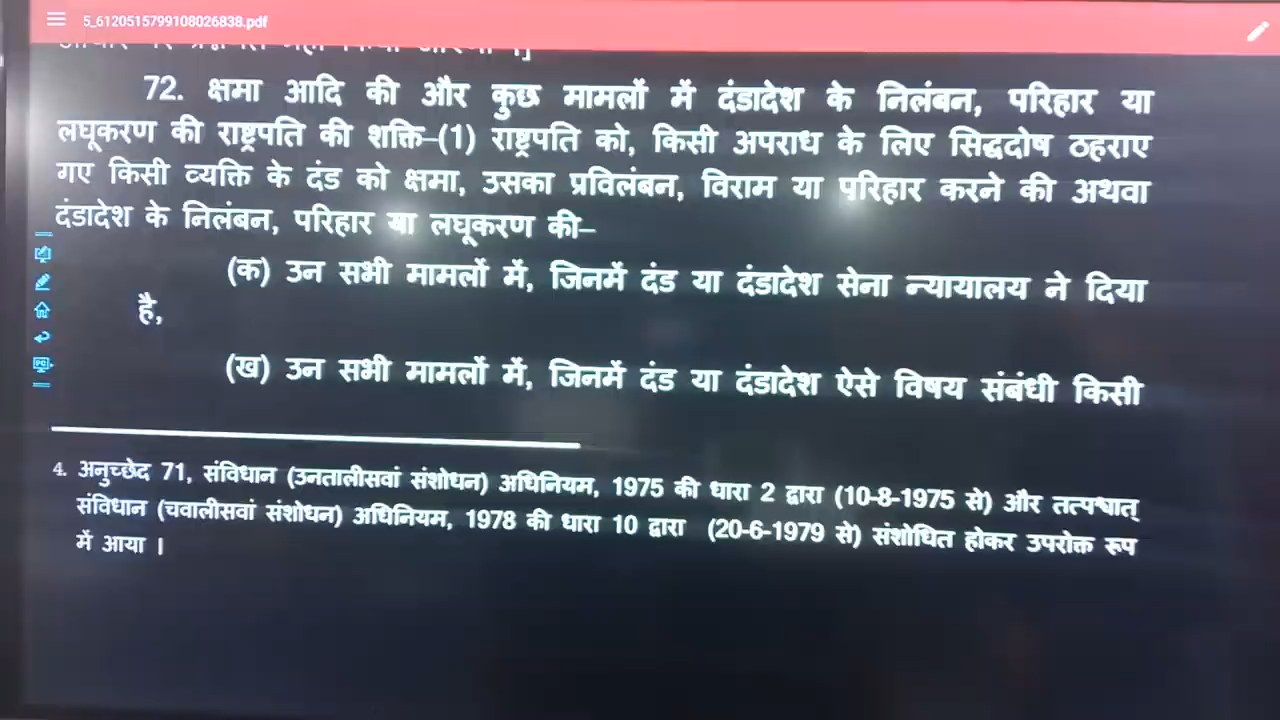 5_6120515799108026838.pdf
72. क्षमा आदि की और कुछ मामलों में दंडादेश के निलंबन, परिहार या
लघूकरण की राष्ट्रपति की शक्ति–(1) राष्ट्रपति को, किसी अपराध के लिए सिद्धदोष ठहराए
गए किसी व्यक्ति के दंड को क्षमा, उसका प्रविलंबन, विराम या परिहार करने की अथवा
दंडादेश के निलंबन, परिहार या लघूकरण की–
(क) उन सभी मामलों में, जिनमें दंड या दंडादेश सेना न्यायालय ने दिया
है,
(ख) उन सभी मामलों में, जिनमें दंड या दंडादेश ऐसे विषय संबंधी किसी
4. अनुच्छेद 71, संविधान (उनतालीसवां संशोधन) अधिनियम, 1975 की धारा 2 द्वारा (10-8-1975 से) और तत्पश्चात्
संविधान (चवालीसवां संशोधन) अधिनियम, 1978 की धारा 10 द्वारा (20-6-1979 से) संशोधित होकर उपरोक्त रूप
में आया ।